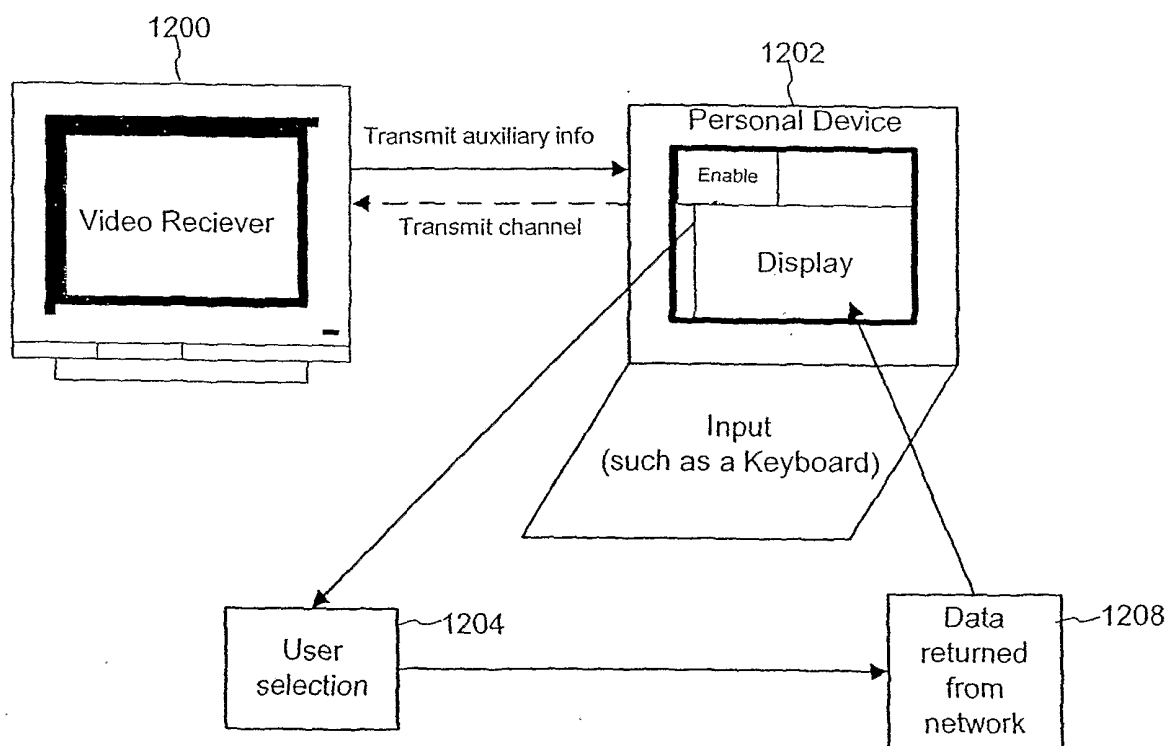 1200
1202
Personal Device
Transmit auxiliary info
Enable
Video Reciever
Transmit channel
Display
Input
(such as a Keyboard)
1204
User
selection
1208
Data
returned
from
network